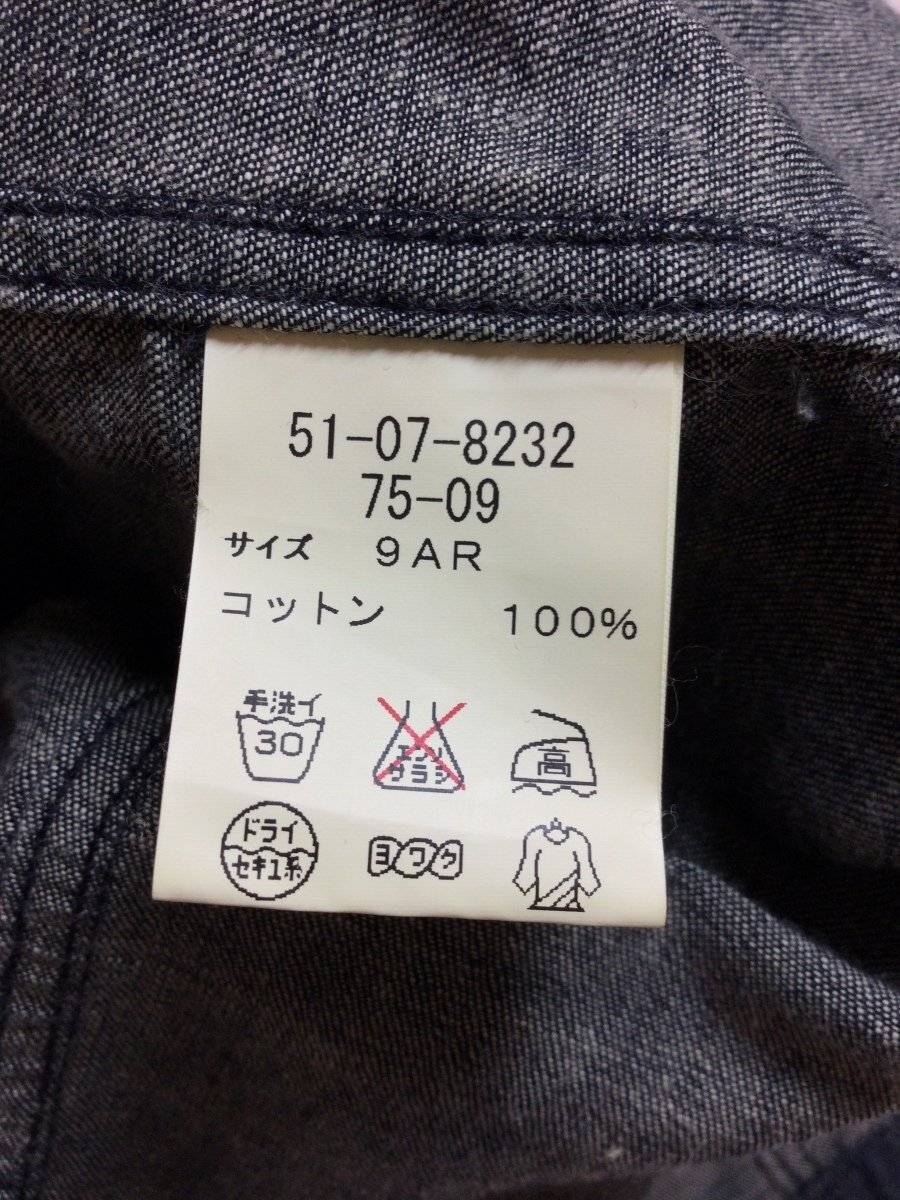 51-07-8232
75-09
サイズ 9AR
コットン 100%
手洗イ
30
エンソ
サラシ
高
ドライ
セキユ系
ヨワク